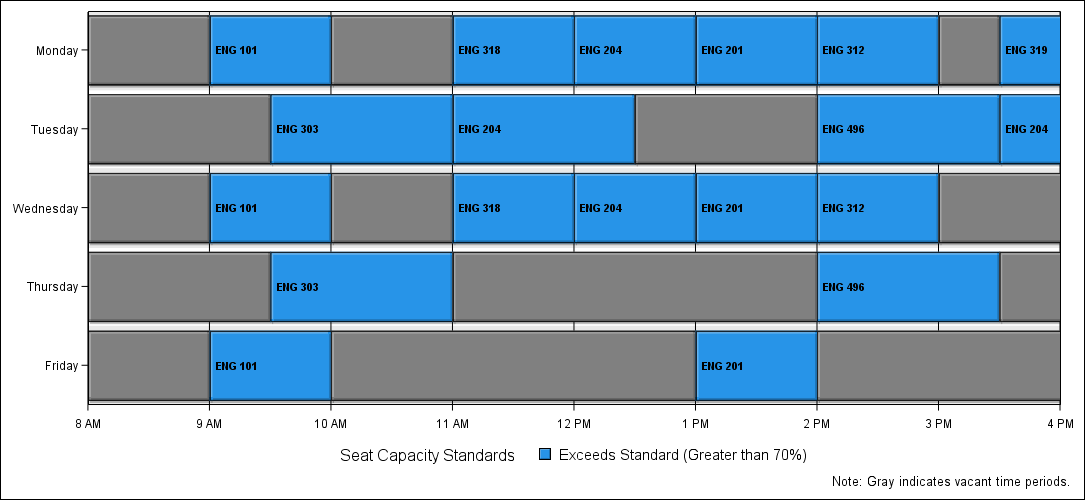 Monday ENG 101 ENG 318 ENG 204 ENG 201 ENG 312 ENG 319
Tuesday ENG 303 ENG 204 ENG 496 ENG 204
Wednesday ENG 101 ENG 318 ENG 204 ENG 201 ENG 312
Thursday ENG 303 ENG 496
Friday ENG 101 ENG 201
8 AM 9 AM 10 AM 11 AM 12 PM 1 PM 2 PM 3 PM 4 PM
Seat Capacity Standards Exceeds Standard (Greater than 70%)
Note: Gray indicates vacant time periods.